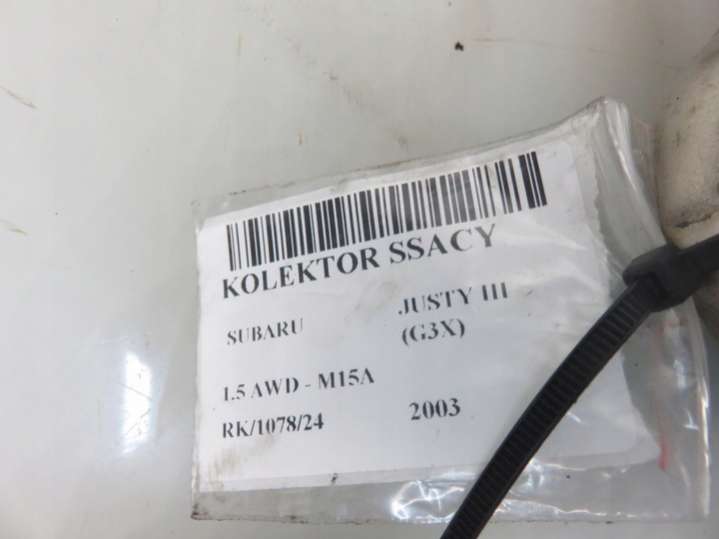 KOLEKTOR SSACY
SUBARU JUSTY III
(G3X)
1.5 AWD - M15A
RK/1078/24 2003